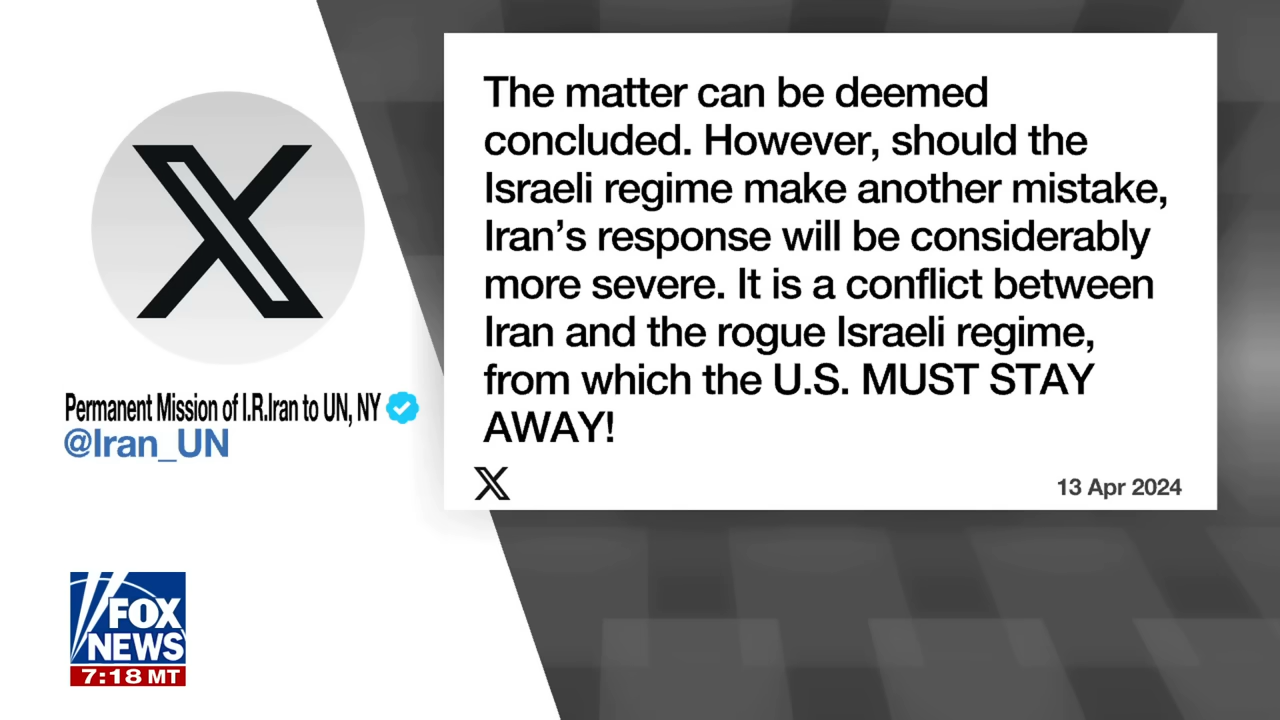 The matter can be deemed
concluded. However, should the
Israeli regime make another mistake,
Iran’s response will be considerably
more severe. It is a conflict between
Iran and the rogue Israeli regime,
from which the U.S. MUST STAY
AWAY!
13 Apr 2024
Permanent Mission of I.R.Iran to UN, NY
@Iran_UN
FOX
NEWS
7:18 MT